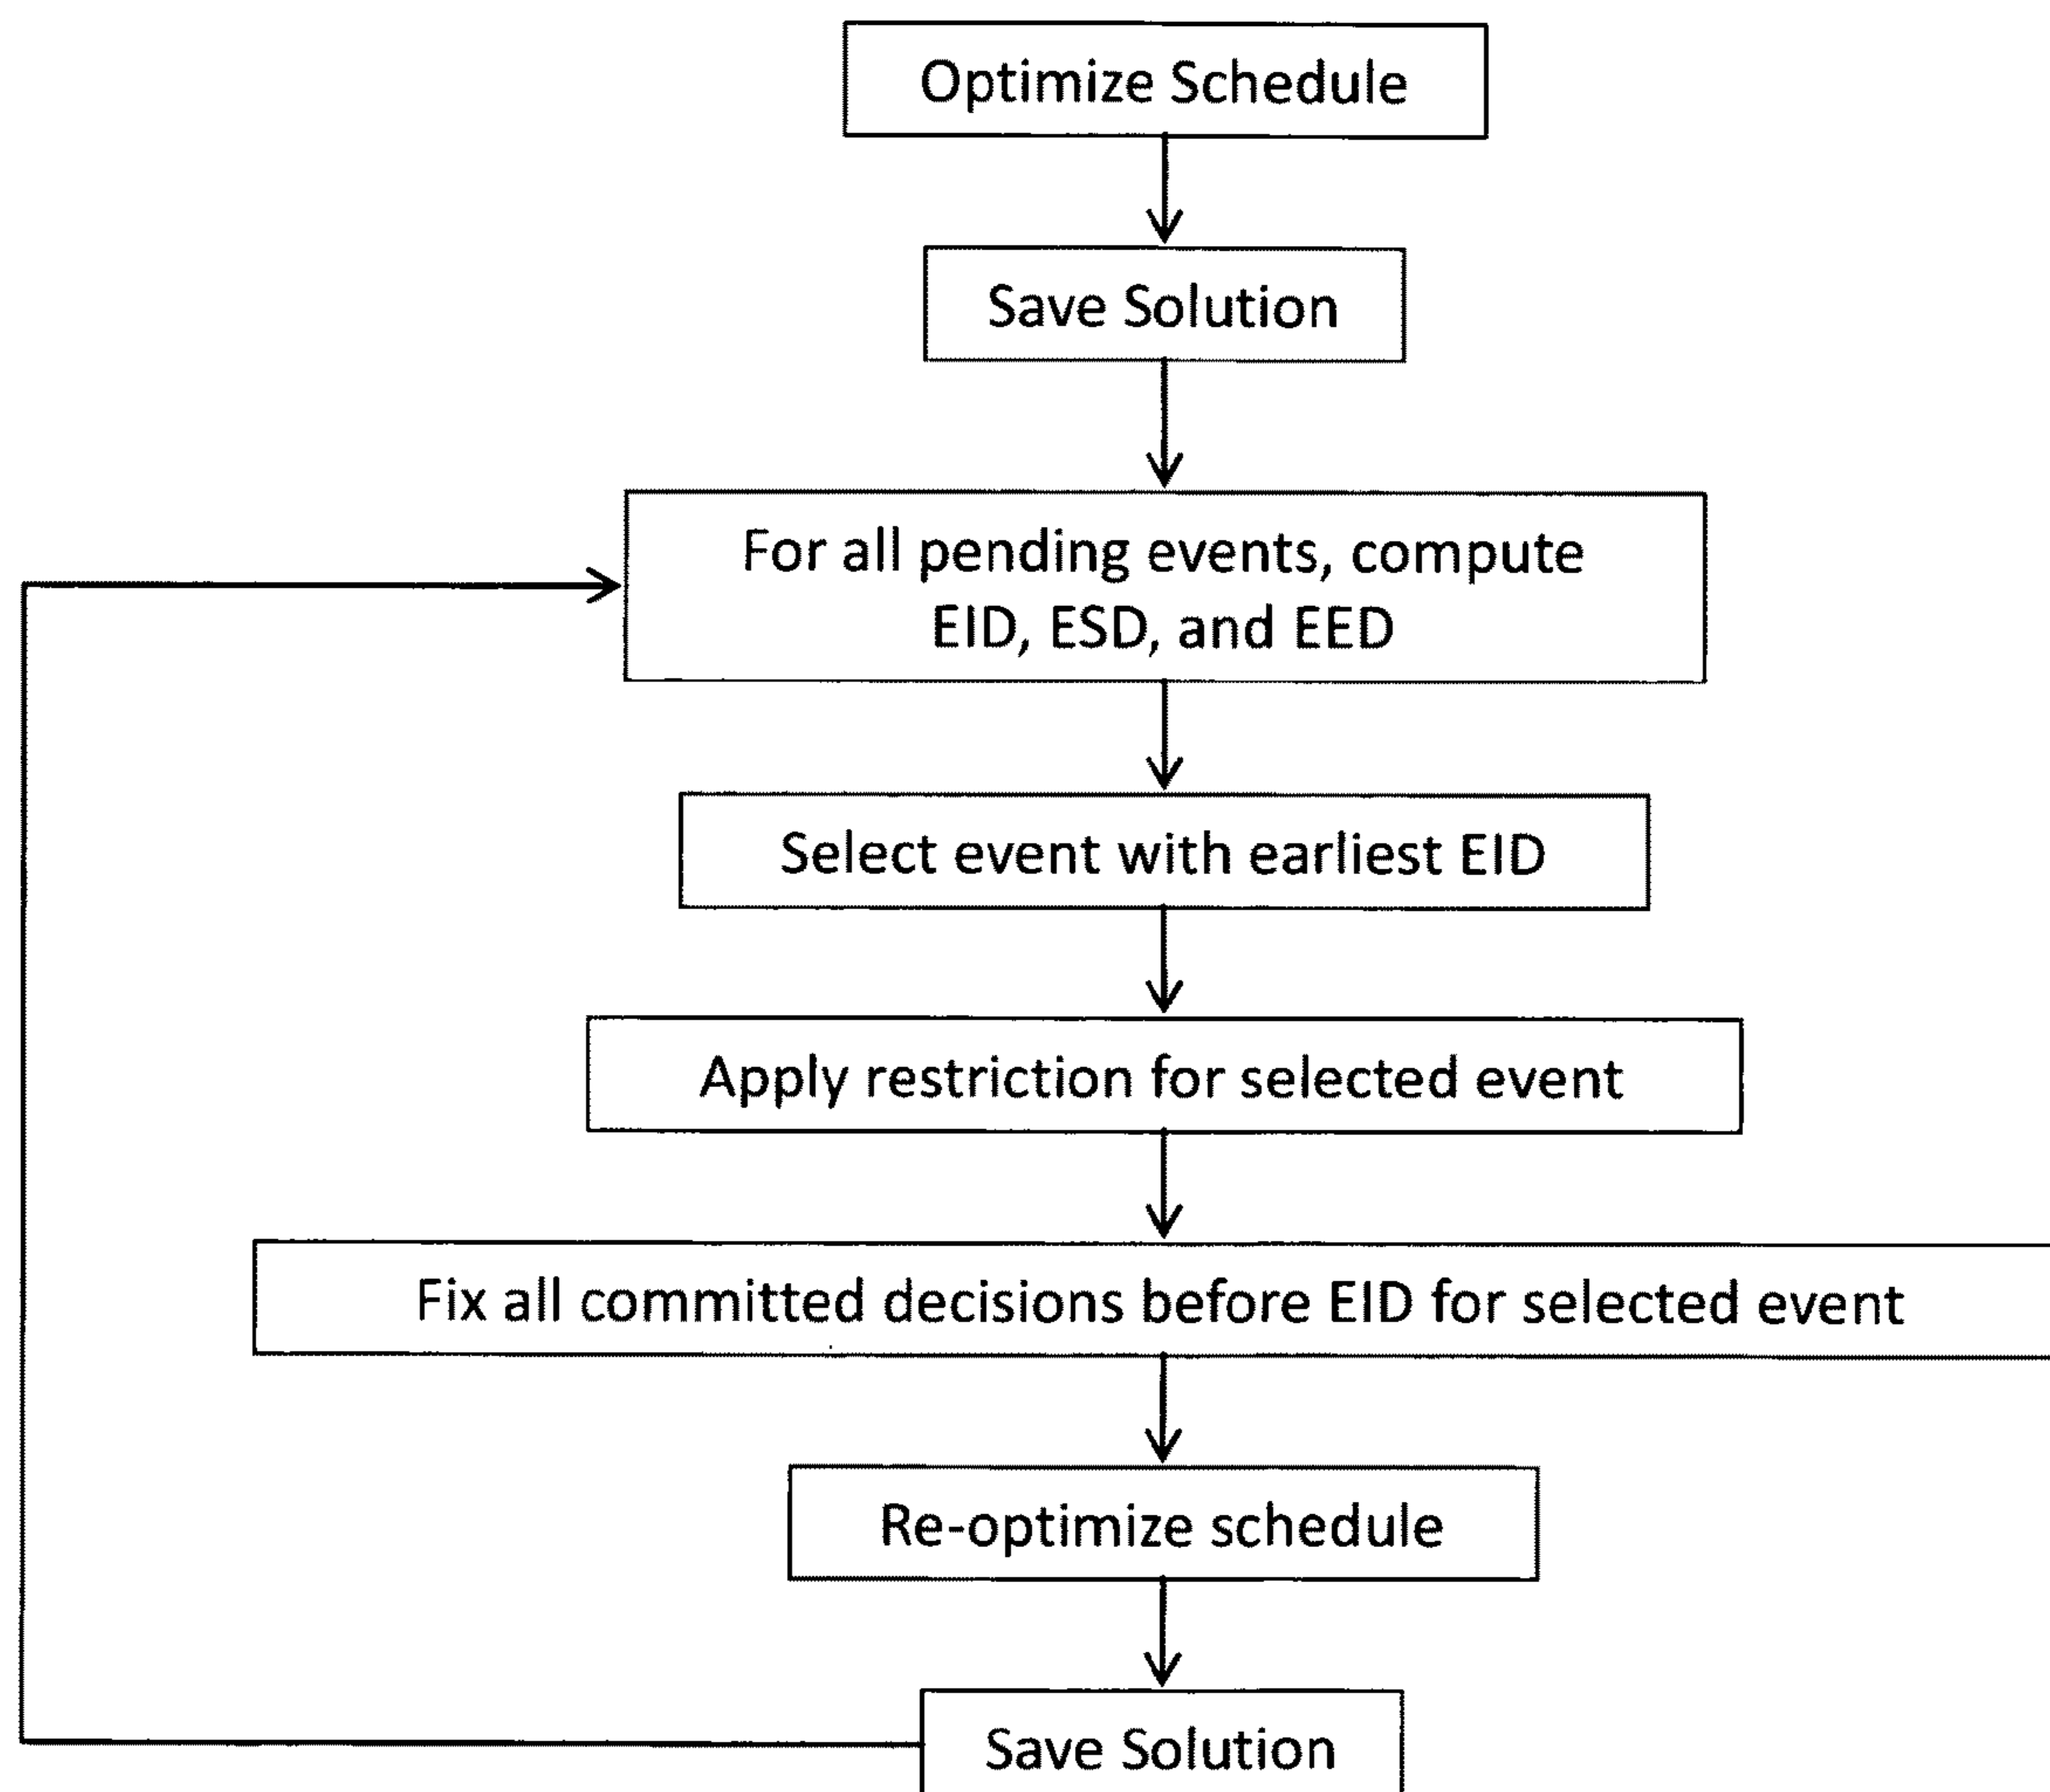 Optimize Schedule
Save Solution
For all pending events, compute
EID, ESD, and EED
Select event with earliest EID
Apply restriction for selected event
Fix all committed decisions before EID for selected event
Re-optimize schedule
Save Solution